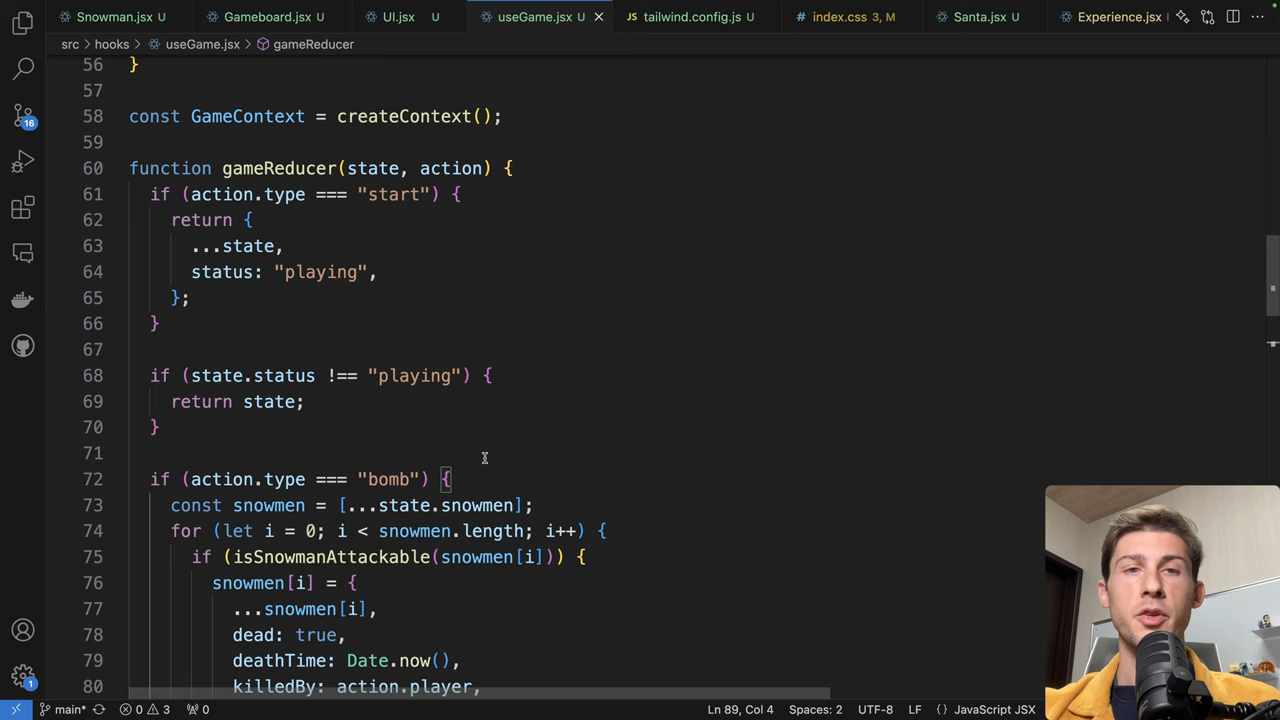 Snowman.jsx U
Gameboard.jsx U
UI.jsx U
useGame.jsx U
tailwind.config.js U
index.css 3, M
Santa.jsx U
Experience.jsx
src > hooks > useGame.jsx > gameReducer
56 }
57
58 const GameContext = createContext();
59
60 function gameReducer(state, action) {
61 if (action.type === "start") {
62 return {
63 ...state,
64 status: "playing",
65 };
66 }
67
68 if (state.status !== "playing") {
69 return state;
70 }
71
72 if (action.type === "bomb") {
73 const snowmen = [...state.snowmen];
74 for (let i = 0; i < snowmen.length; i++) {
75 if (isSnowmanAttackable(snowmen[i])) {
76 snowmen[i] = {
77 ...snowmen[i],
78 dead: true,
79 deathTime: Date.now(),
80 killedBy: action.player,
16
1
main* 0 3 0 Ln 89, Col 4 Spaces: 2 UTF-8 LF {} JavaScript JSX